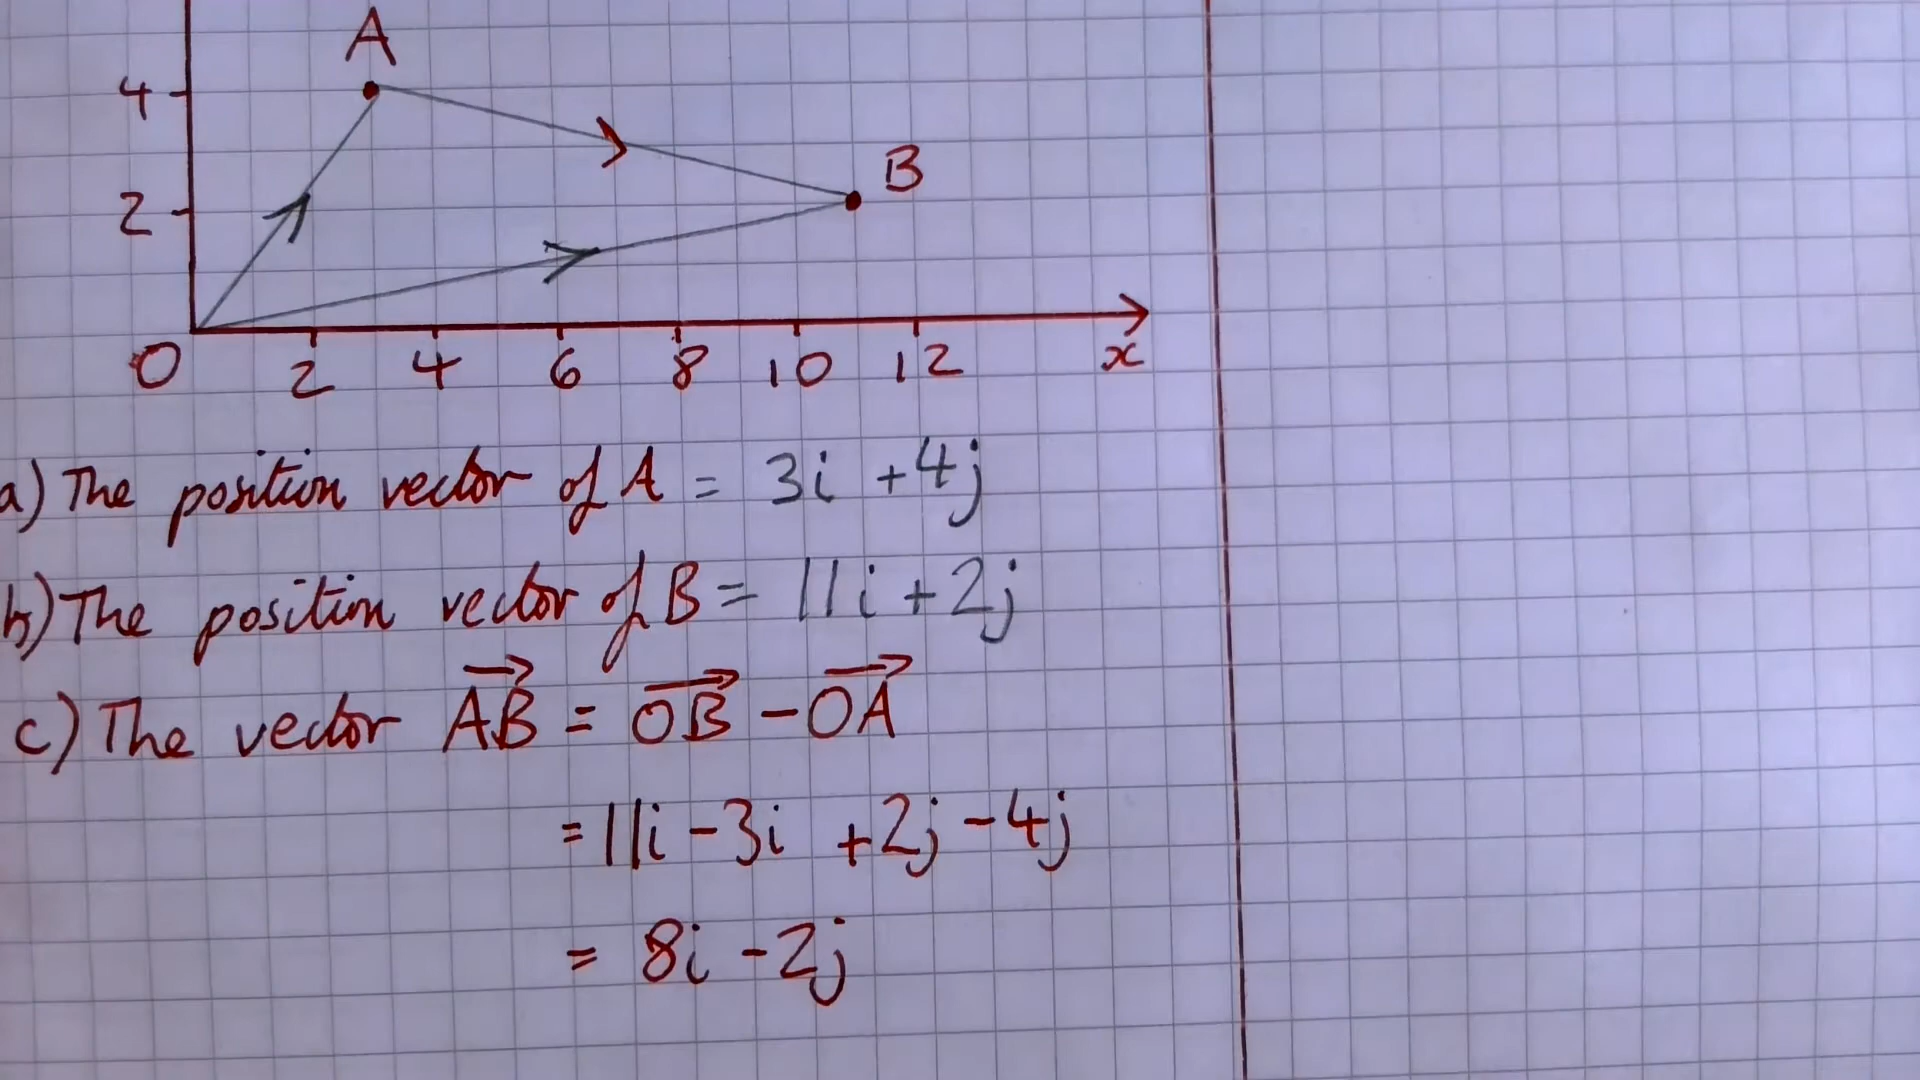 A
4
B
2
O 2 4 6 8 10 12 x
a) The position vector of A = 3i + 4j
b) The position vector of B = 11i + 2j
c) The vector AB = OB - OA
= 11i - 3i + 2j - 4j
= 8i - 2j